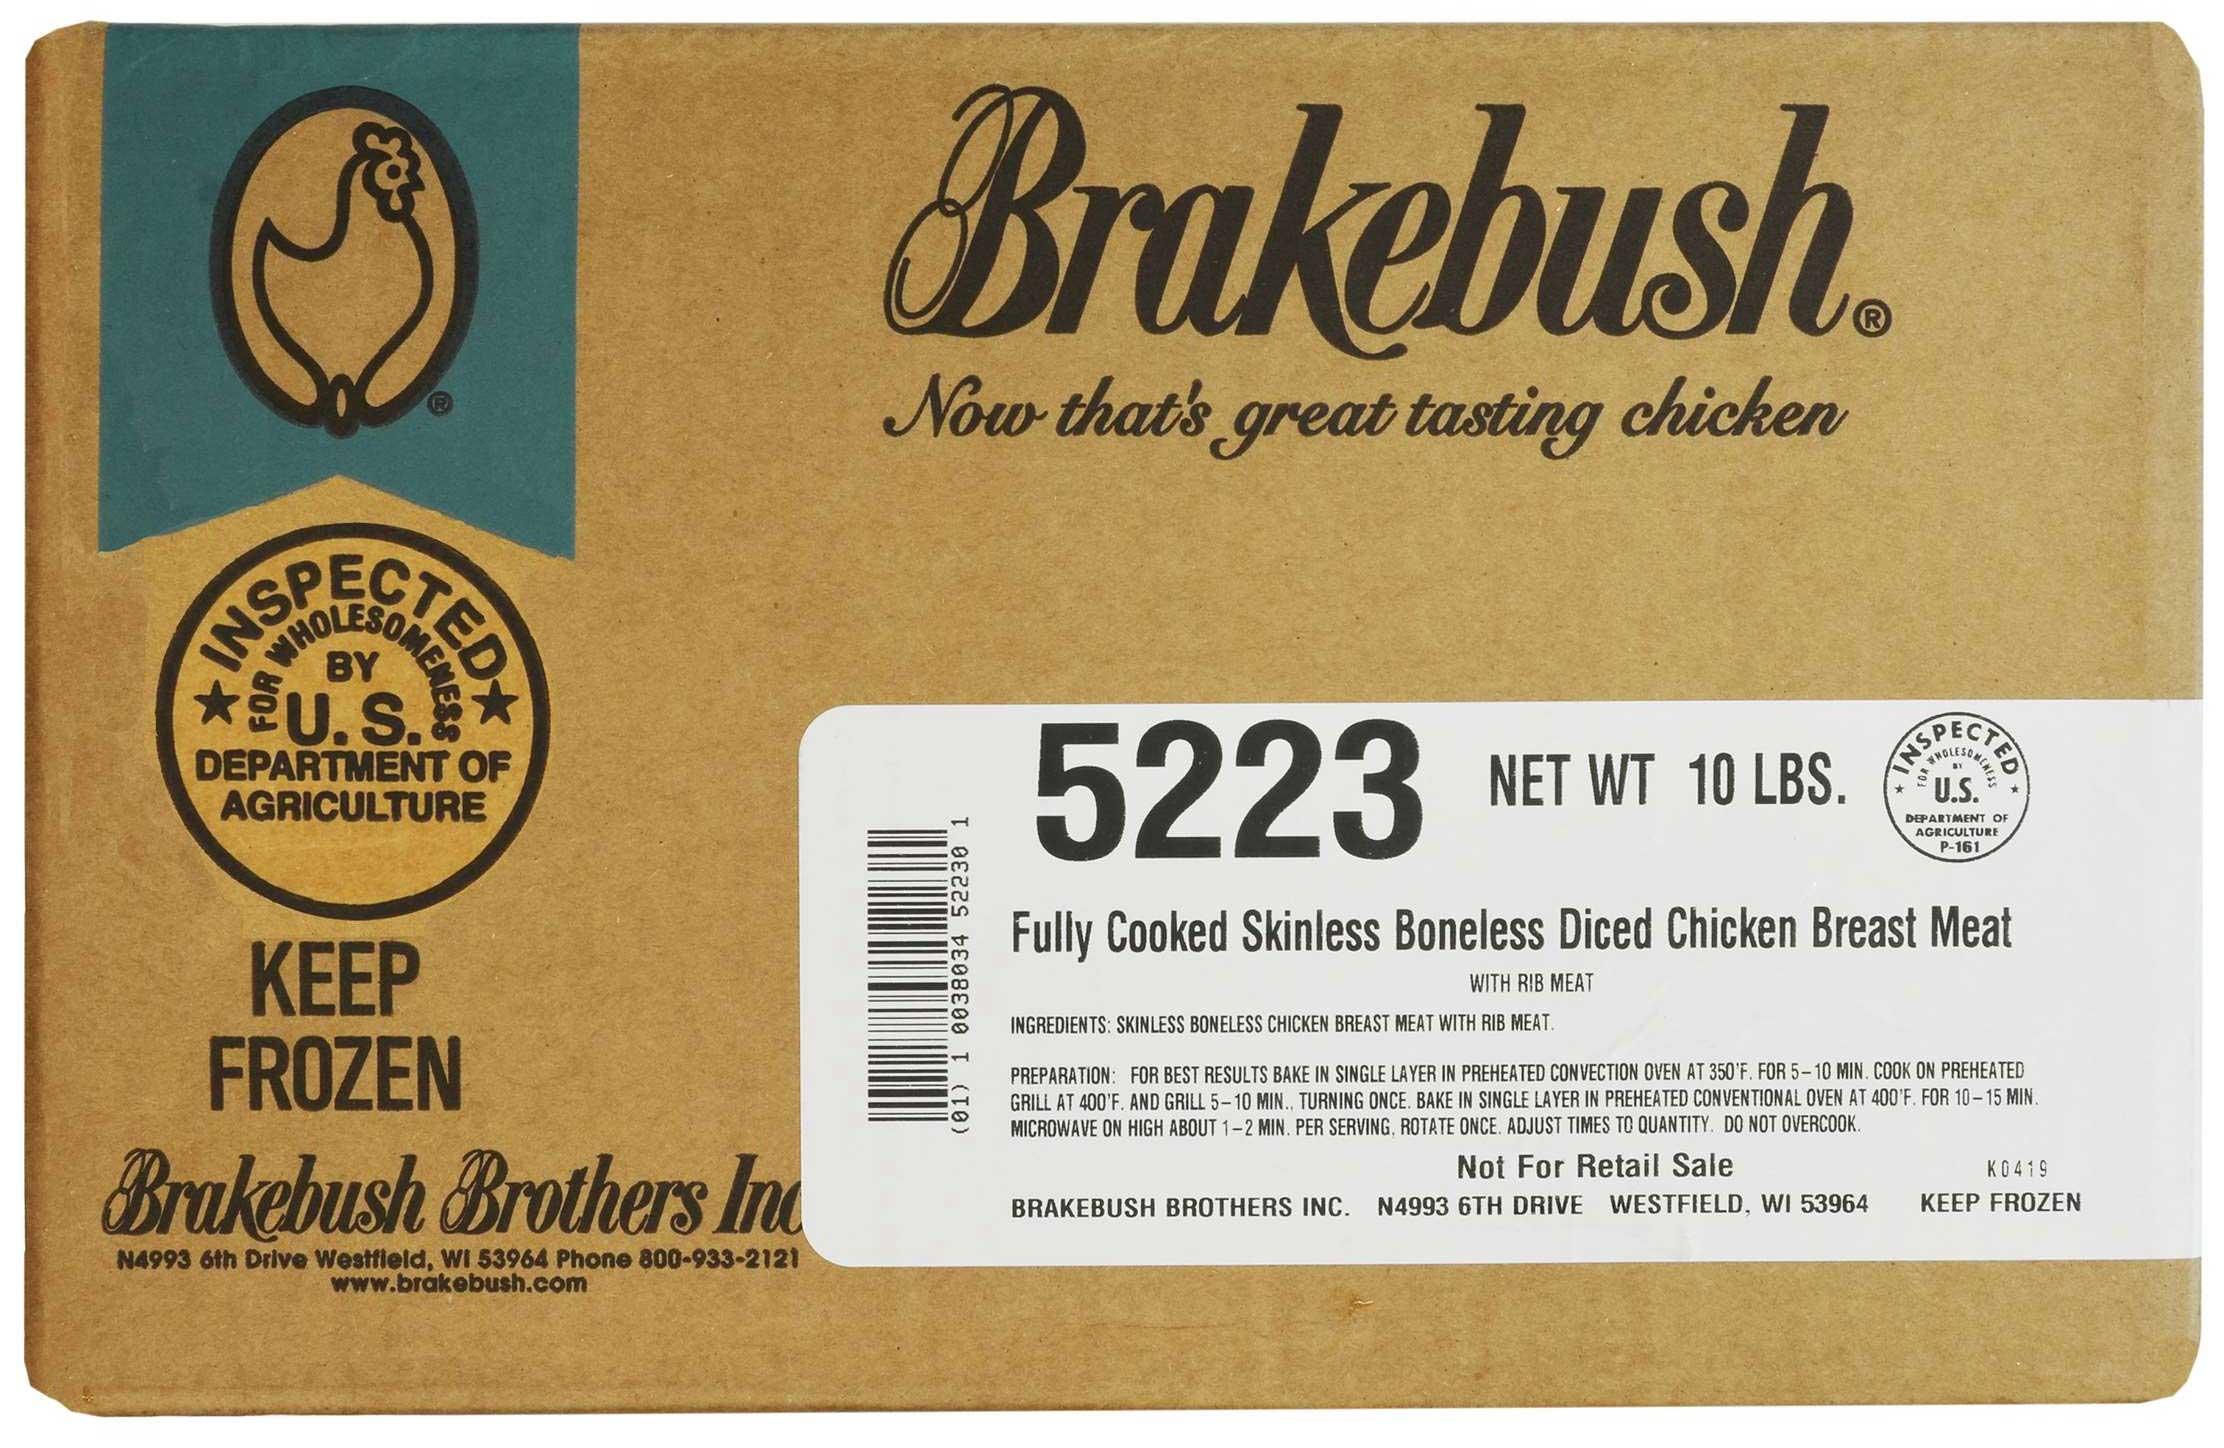 Brakebush®
Now that's great tasting chicken
®
INSPECTED
FOR WHOLESOMENESS
BY
U.S.
DEPARTMENT OF
AGRICULTURE
KEEP
FROZEN
Brakebush Brothers Inc
N4993 6th Drive Westfield, WI 53964 Phone 800-933-2121
www.brakebush.com
5223 NET WT 10 LBS.
INSPECTED
FOR WHOLESOMENESS
BY
U.S.
DEPARTMENT OF
AGRICULTURE
P-161
(01) 1 0038034 52230 1
Fully Cooked Skinless Boneless Diced Chicken Breast Meat
WITH RIB MEAT
INGREDIENTS: SKINLESS BONELESS CHICKEN BREAST MEAT WITH RIB MEAT.
PREPARATION: FOR BEST RESULTS BAKE IN SINGLE LAYER IN PREHEATED CONVECTION OVEN AT 350'F. FOR 5-10 MIN. COOK ON PREHEATED
GRILL AT 400'F. AND GRILL 5-10 MIN., TURNING ONCE. BAKE IN SINGLE LAYER IN PREHEATED CONVENTIONAL OVEN AT 400'F. FOR 10-15 MIN.
MICROWAVE ON HIGH ABOUT 1-2 MIN. PER SERVING, ROTATE ONCE. ADJUST TIMES TO QUANTITY. DO NOT OVERCOOK.
Not For Retail Sale K0419
BRAKEBUSH BROTHERS INC. N4993 6TH DRIVE WESTFIELD, WI 53964 KEEP FROZEN